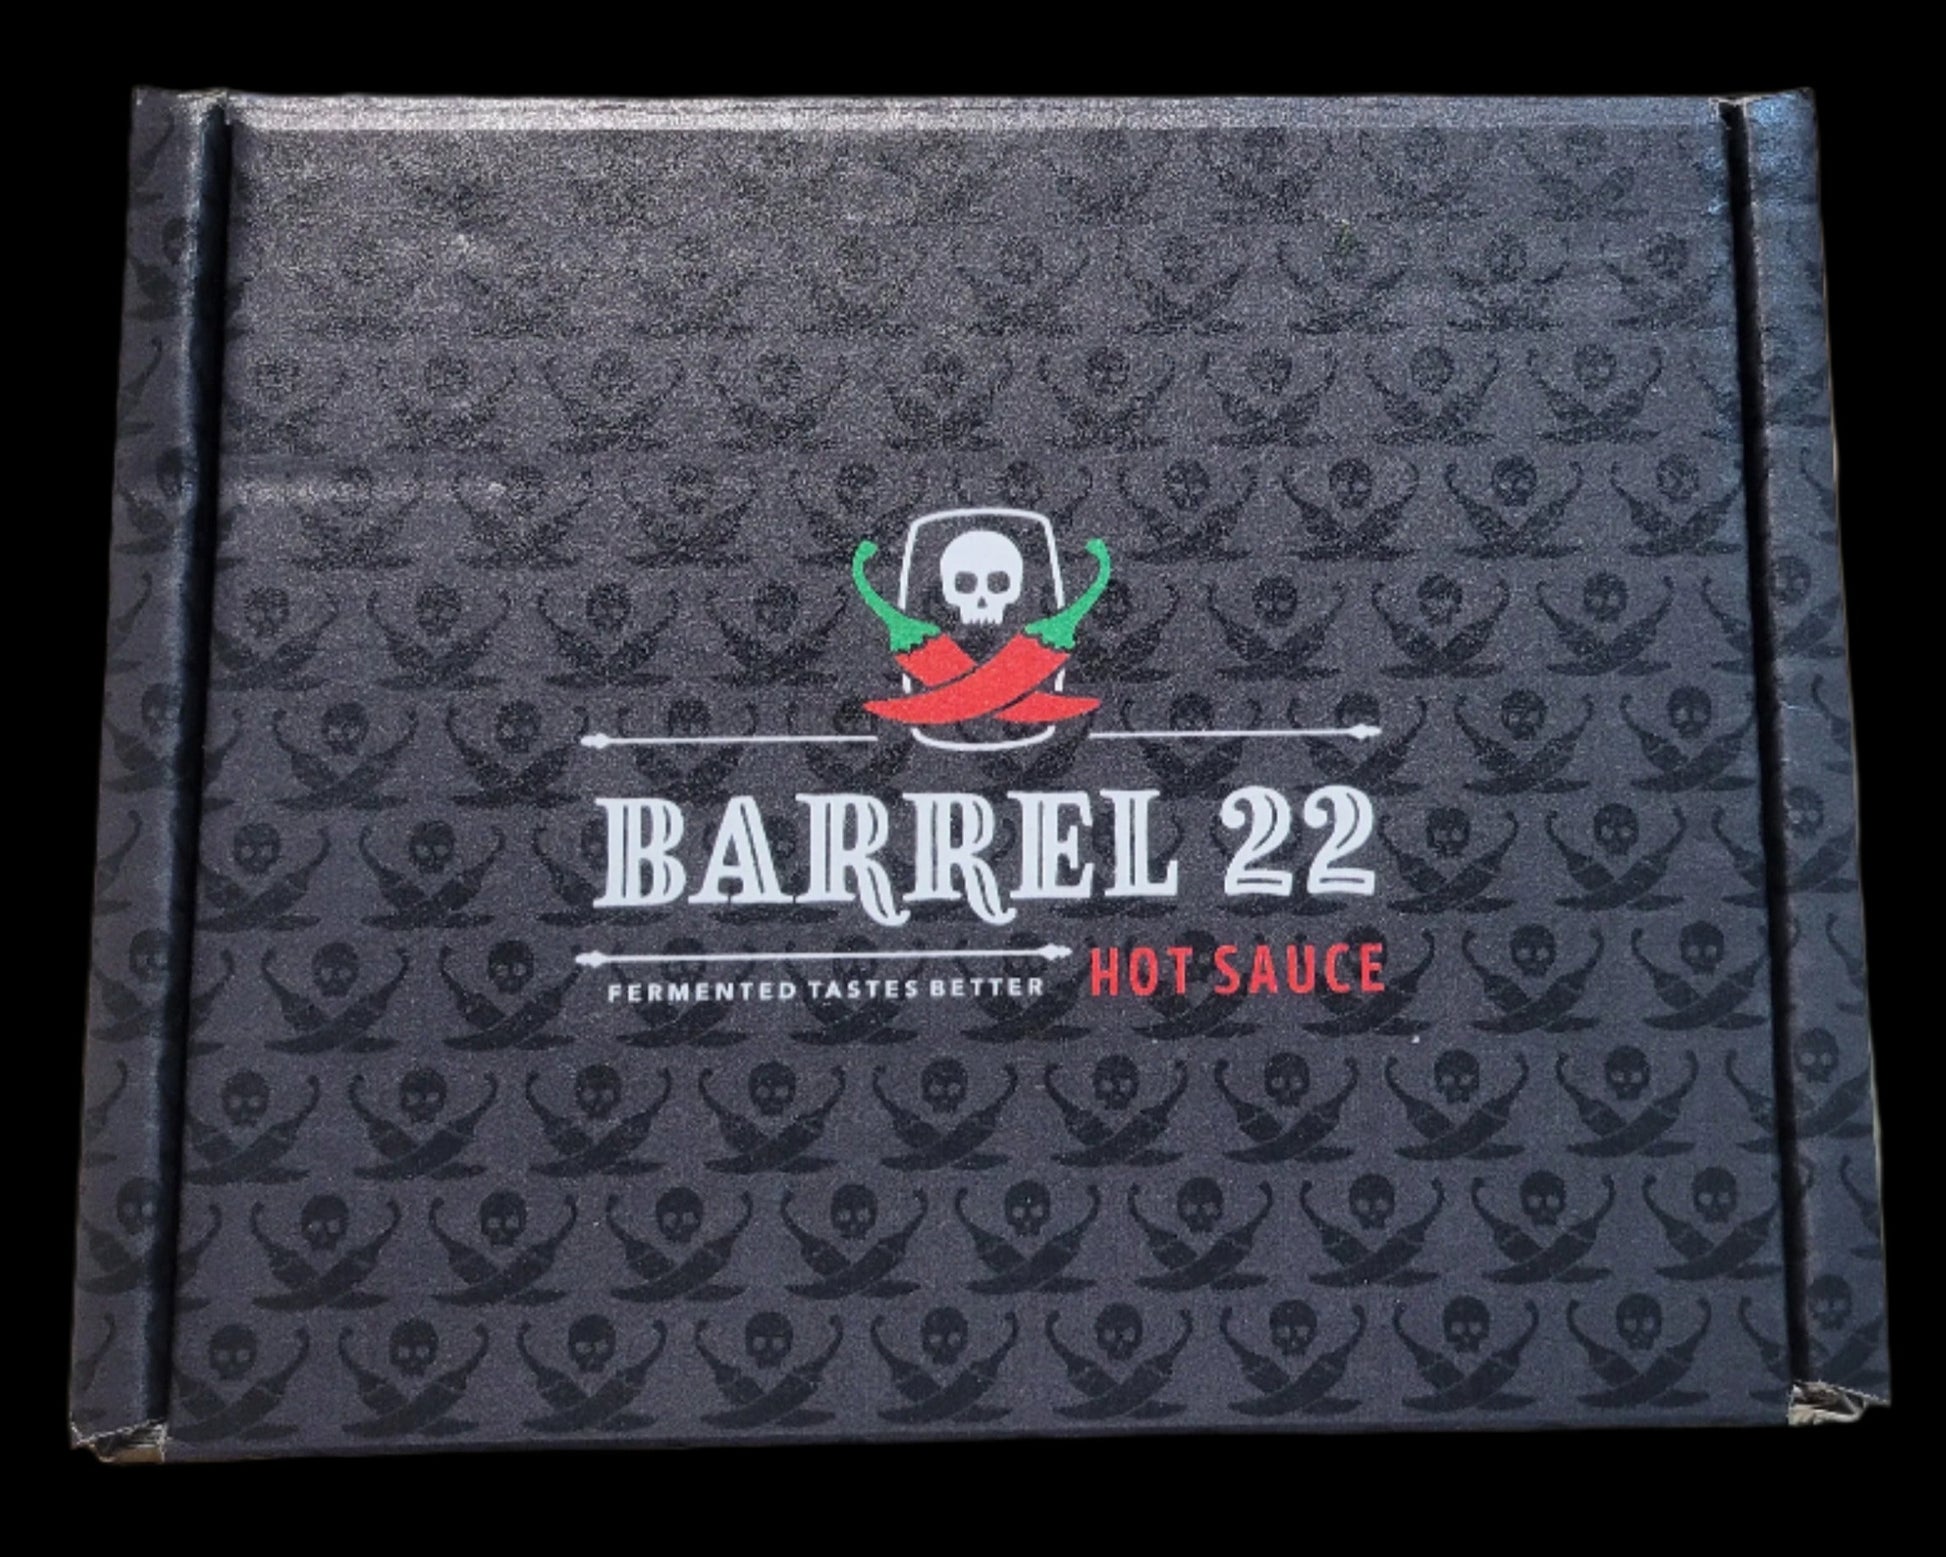 BARREL 22
FERMENTED TASTES BETTER HOT SAUCE